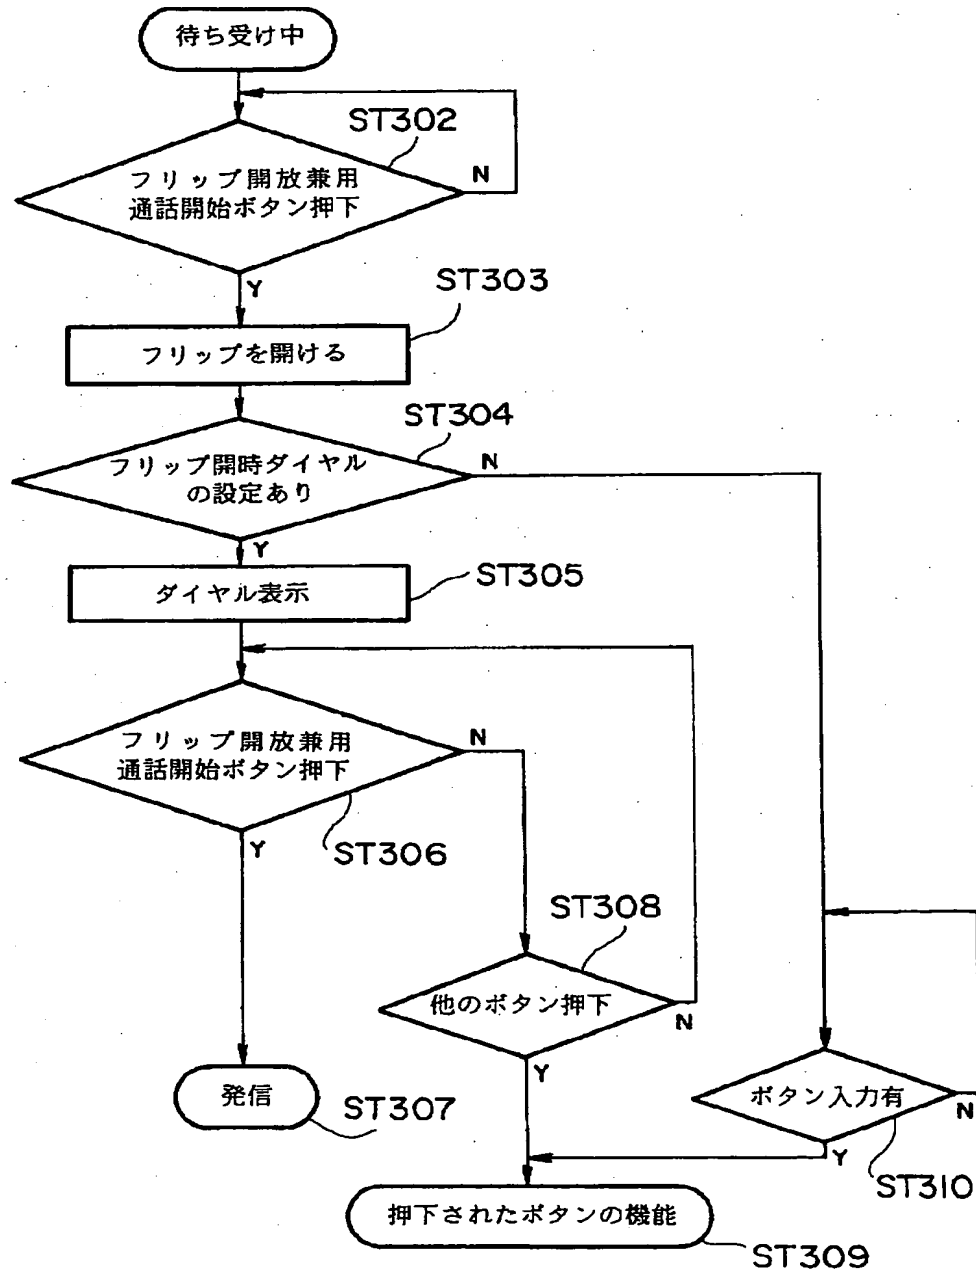 待ち受け中
ST302
フリップ開放兼用
通話開始ボタン押下
N
Y
ST303
フリップを開ける
ST304
フリップ開時ダイヤル
の設定あり
N
Y
ST305
ダイヤル表示
フリップ開放兼用
通話開始ボタン押下
N
Y
ST306
ST308
他のボタン押下
N
Y
発信
ST307
ボタン入力有
N
Y
ST310
押下されたボタンの機能
ST309